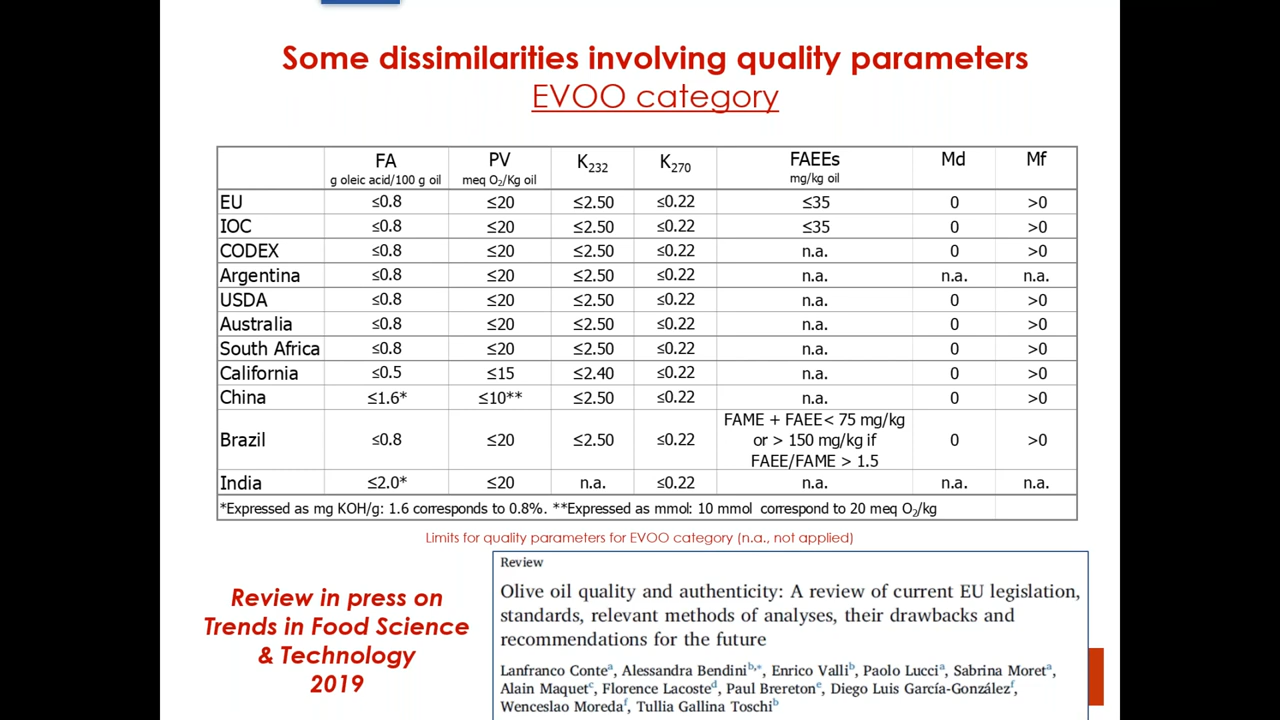 Some dissimilarities involving quality parameters
EVOO category
FA PV K232 K270 FAEEs Md Mf
g oleic acid/100 g oil meq O2/Kg oil mg/kg oil
EU ≤0.8 ≤20 ≤2.50 ≤0.22 ≤35 0 >0
IOC ≤0.8 ≤20 ≤2.50 ≤0.22 ≤35 0 >0
CODEX ≤0.8 ≤20 ≤2.50 ≤0.22 n.a. 0 >0
Argentina ≤0.8 ≤20 ≤2.50 ≤0.22 n.a. n.a. n.a.
USDA ≤0.8 ≤20 ≤2.50 ≤0.22 n.a. 0 >0
Australia ≤0.8 ≤20 ≤2.50 ≤0.22 n.a. 0 >0
South Africa ≤0.8 ≤20 ≤2.50 ≤0.22 n.a. 0 >0
California ≤0.5 ≤15 ≤2.40 ≤0.22 n.a. 0 >0
China ≤1.6* ≤10** ≤2.50 ≤0.22 n.a. 0 >0
FAME + FAEE< 75 mg/kg
Brazil ≤0.8 ≤20 ≤2.50 ≤0.22 or > 150 mg/kg if 0 >0
FAEE/FAME > 1.5
India ≤2.0* ≤20 n.a. ≤0.22 n.a. n.a. n.a.
*Expressed as mg KOH/g: 1.6 corresponds to 0.8%. **Expressed as mmol: 10 mmol correspond to 20 meq O2/kg
Limits for quality parameters for EVOO category (n.a., not applied)
Review in press on
Trends in Food Science
& Technology
2019
Review
Olive oil quality and authenticity: A review of current EU legislation,
standards, relevant methods of analyses, their drawbacks and
recommendations for the future
Lanfranco Conteᵃ, Alessandra Bendiniᵇ,*, Enrico Valliᵇ, Paolo Lucciᵃ, Sabrina Moretᵃ,
Alain Maquetᶜ, Florence Lacosteᵈ, Paul Breretonᵉ, Diego Luis García-Gonzálezᶠ,
Wenceslao Moredaᶠ, Tullia Gallina Toschiᵇ